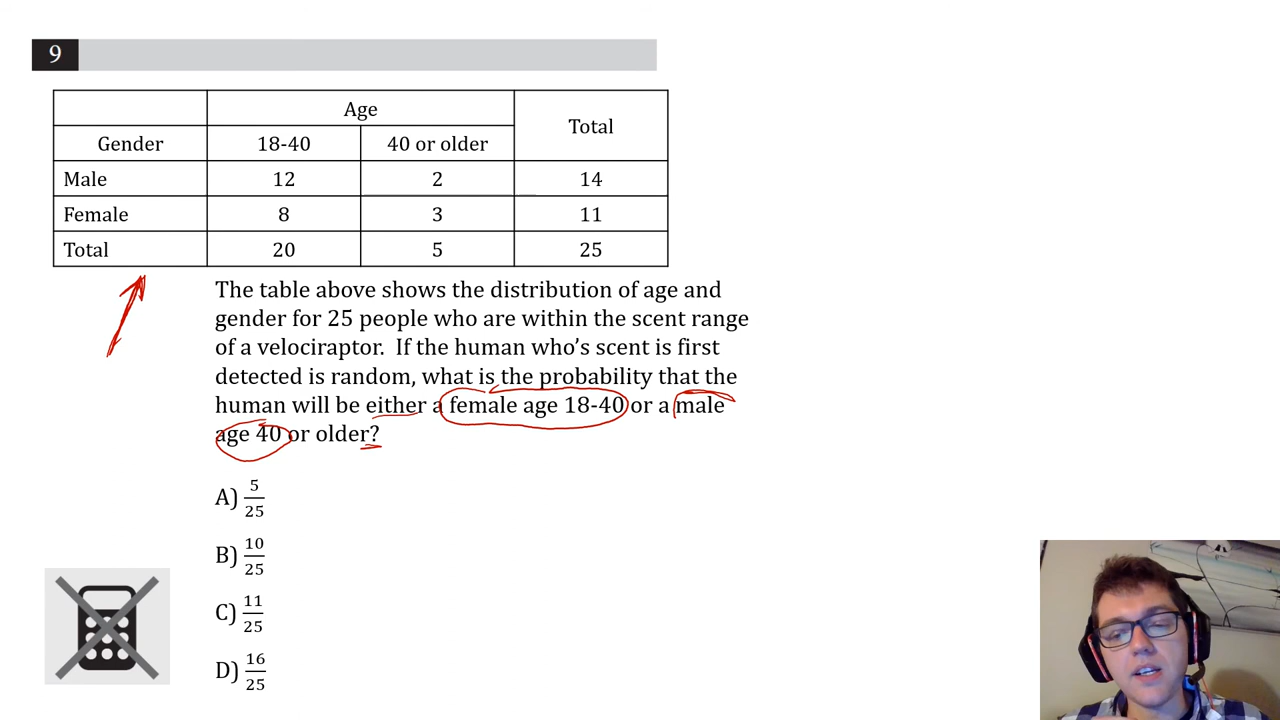 9
Age
Total
Gender
18-40
40 or older
Male
12
2
14
Female
8
3
11
Total
20
5
25
The table above shows the distribution of age and
gender for 25 people who are within the scent range
of a velociraptor.  If the human who's scent is first
detected is random, what is the probability that the
human will be either a female age 18-40 or a male
age 40 or older?
A) 5/25
B) 10/25
C) 11/25
D) 16/25